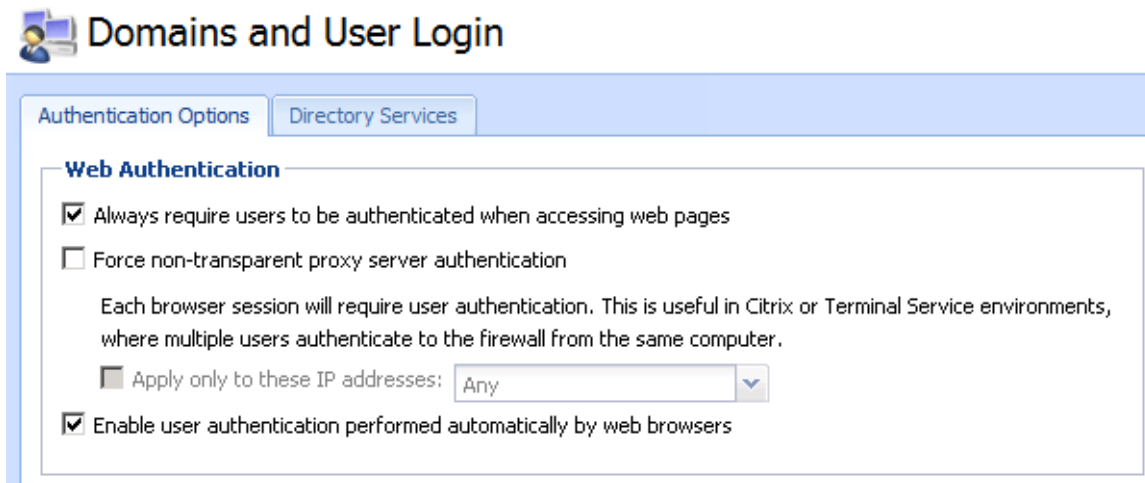 Domains and User Login
Authentication Options
Directory Services
Web Authentication
Always require users to be authenticated when accessing web pages
Force non-transparent proxy server authentication
Each browser session will require user authentication. This is useful in Citrix or Terminal Service environments,
where multiple users authenticate to the firewall from the same computer.
Apply only to these IP addresses: Any
Enable user authentication performed automatically by web browsers